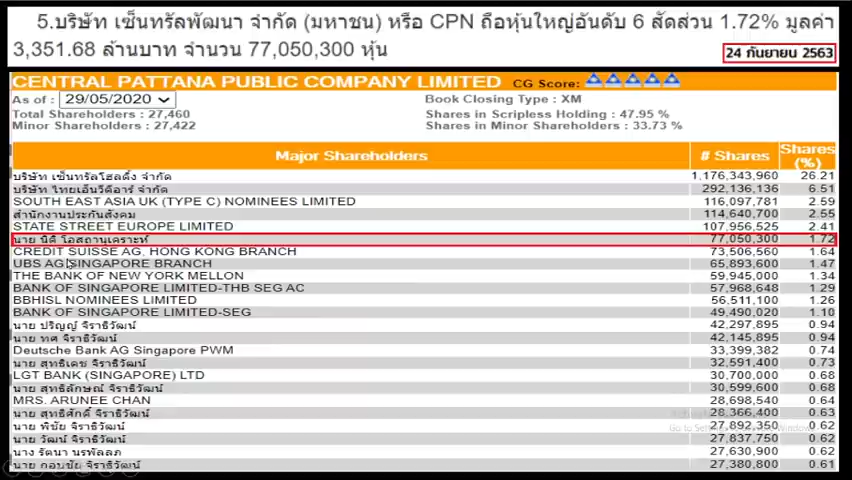 5.บริษัท เซ็นทรัลพัฒนา จำกัด (มหาชน) หรือ CPN ถือหุ้นใหญ่อันดับ 6 สัดส่วน 1.72% มูลค่า
3,351.68 ล้านบาท จำนวน 77,050,300 หุ้น
24 กันยายน 2563
CENTRAL PATTANA PUBLIC COMPANY LIMITED CG Score:
As of : 29/05/2020 Book Closing Type : XM
Total Shareholders : 27,460 Shares in Scripless Holding : 47.95 %
Minor Shareholders : 27,422 Shares in Minor Shareholders : 33.73 %
Major Shareholders # Shares Shares (%)
บริษัท เซ็นทรัลโฮลดิ้ง จำกัด 1,176,343,960 26.21
บริษัท ไทยเอ็นวีดีอาร์ จำกัด 292,136,136 6.51
SOUTH EAST ASIA UK (TYPE C) NOMINEES LIMITED 116,097,781 2.59
สำนักงานประกันสังคม 114,640,700 2.55
STATE STREET EUROPE LIMITED 107,956,525 2.41
นาย นิติ โอสถานุเคราะห์ 77,050,300 1.72
CREDIT SUISSE AG, HONG KONG BRANCH 73,506,560 1.64
UBS AG SINGAPORE BRANCH 65,893,600 1.47
THE BANK OF NEW YORK MELLON 59,945,000 1.34
BANK OF SINGAPORE LIMITED-THB SEG AC 57,968,648 1.29
BBHISL NOMINEES LIMITED 56,511,100 1.26
BANK OF SINGAPORE LIMITED-SEG 49,490,020 1.10
นาย ปริญญ์ จิราธิวัฒน์ 42,297,895 0.94
นาย ทศ จิราธิวัฒน์ 42,145,895 0.94
Deutsche Bank AG Singapore PWM 33,399,382 0.74
นาย สุทธิเดช จิราธิวัฒน์ 32,591,400 0.73
LGT BANK (SINGAPORE) LTD 30,700,000 0.68
นาย สุทธิลักษณ์ จิราธิวัฒน์ 30,599,600 0.68
MRS. ARUNEE CHAN 28,698,540 0.64
นาย สุทธิศักดิ์ จิราธิวัฒน์ 28,366,400 0.63
นาย พิชัย จิราธิวัฒน์ 27,892,350 0.62
นาย วัฒน์ จิราธิวัฒน์ 27,837,750 0.62
นาง รัตนา นรพัลลภ 27,630,900 0.62
นาย กอบชัย จิราธิวัฒน์ 27,380,800 0.61